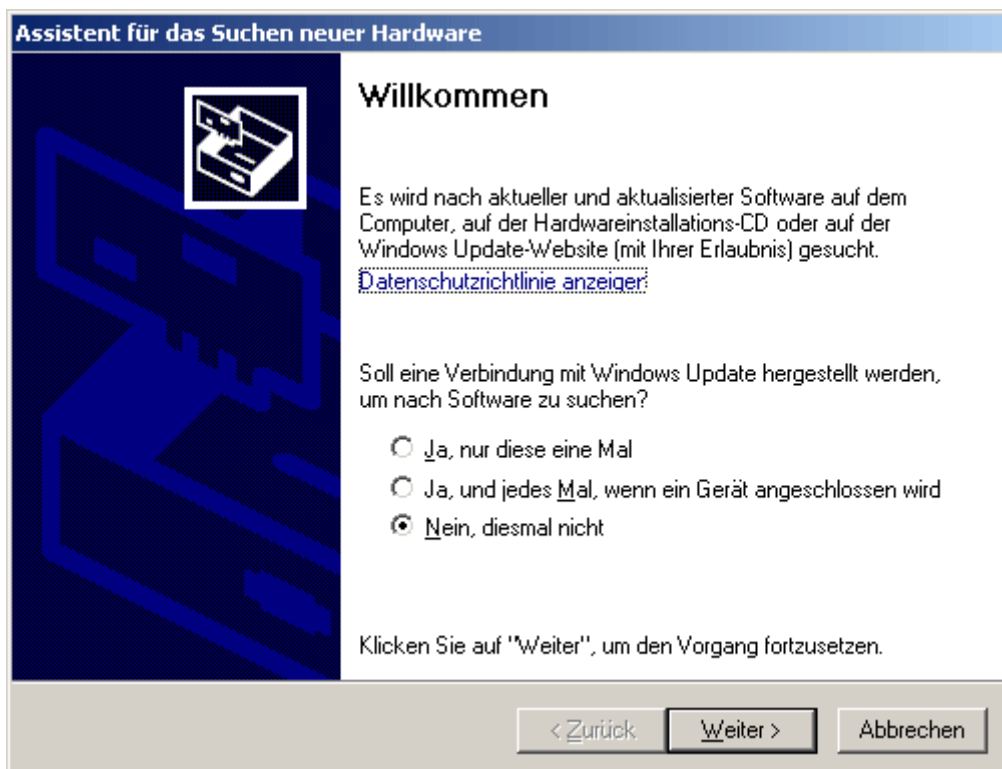 Assistent für das Suchen neuer Hardware
Willkommen
Es wird nach aktueller und aktualisierter Software auf dem
Computer, auf der Hardwareinstallations-CD oder auf der
Windows Update-Website (mit Ihrer Erlaubnis) gesucht.
Datenschutzrichtlinie anzeigen
Soll eine Verbindung mit Windows Update hergestellt werden,
um nach Software zu suchen?
Ja, nur diese eine Mal
Ja, und jedes Mal, wenn ein Gerät angeschlossen wird
Nein, diesmal nicht
Klicken Sie auf "Weiter", um den Vorgang fortzusetzen.
< Zurück
Weiter >
Abbrechen